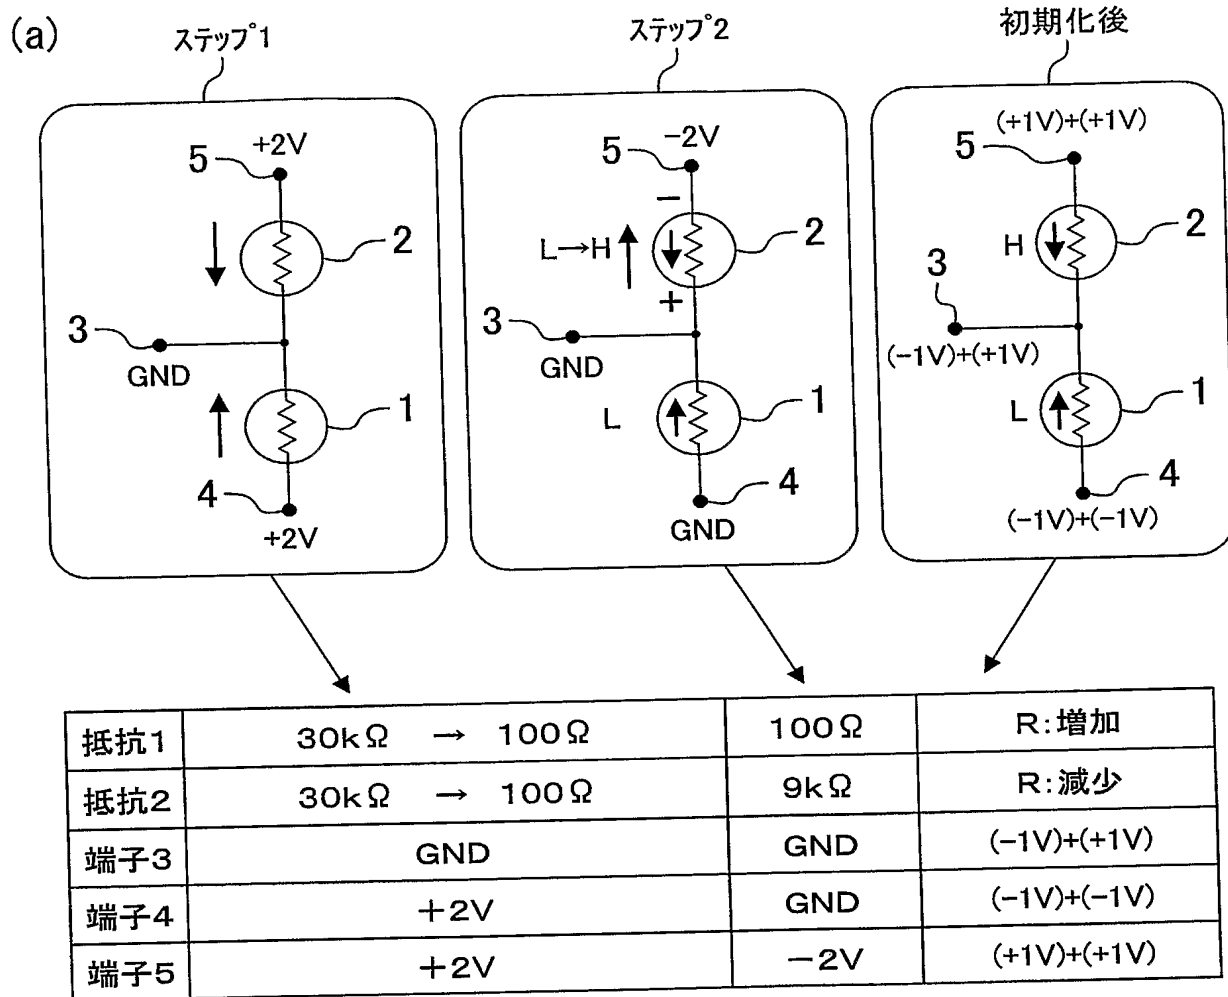 (a)
ステップ1
ステップ2
初期化後
5
+2V
2
3
GND
1
4
+2V
5
−2V
−
L→H
2
+
3
GND
L
1
4
GND
(+1V)+(+1V)
5
H
2
3
(−1V)+(+1V)
L
1
4
(−1V)+(−1V)
抵抗1 30kΩ → 100Ω 100Ω R:増加
抵抗2 30kΩ → 100Ω 9kΩ R:減少
端子3 GND GND (−1V)+(+1V)
端子4 +2V GND (−1V)+(−1V)
端子5 +2V −2V (+1V)+(+1V)